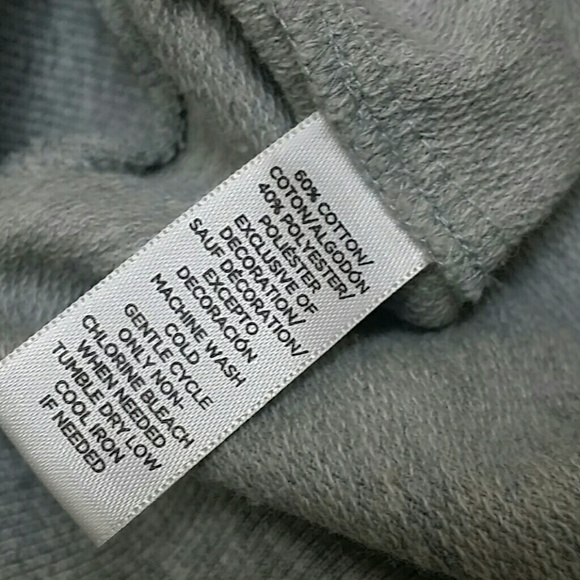 60% COTTON/
COTON/ALGODÓN
40% POLYESTER/
POLIÉSTER
EXCLUSIVE OF
DECORATION/
SAUF DÉCORATION/
EXCEPTO
DECORACIÓN
MACHINE WASH
COLD
GENTLE CYCLE
ONLY NON-
CHLORINE BLEACH
WHEN NEEDED
TUMBLE DRY LOW
COOL IRON
IF NEEDED